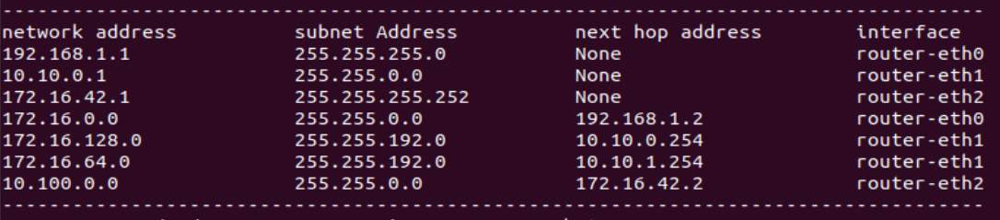 network address subnet Address next hop address interface
192.168.1.1 255.255.255.0 None router-eth0
10.10.0.1 255.255.0.0 None router-eth1
172.16.42.1 255.255.255.252 None router-eth2
172.16.0.0 255.255.0.0 192.168.1.2 router-eth0
172.16.128.0 255.255.192.0 10.10.0.254 router-eth1
172.16.64.0 255.255.192.0 10.10.1.254 router-eth1
10.100.0.0 255.255.0.0 172.16.42.2 router-eth2